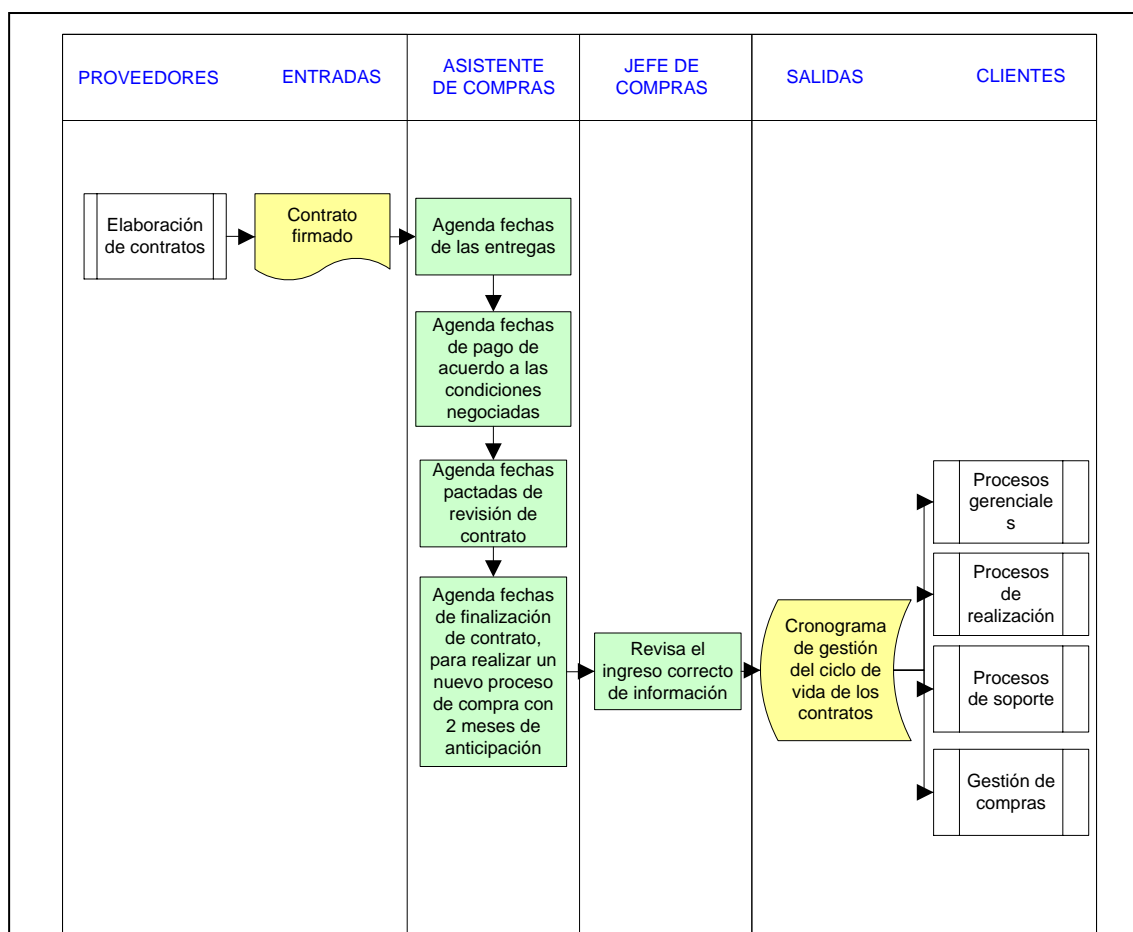 PROVEEDORES
ENTRADAS
ASISTENTE
DE COMPRAS
JEFE DE
COMPRAS
SALIDAS
CLIENTES
Elaboración
de contratos
Contrato
firmado
Agenda fechas
de las entregas
Agenda fechas
de pago de
acuerdo a las
condiciones
negociadas
Agenda fechas
pactadas de
revisión de
contrato
Agenda fechas
de finalización
de contrato,
para realizar un
nuevo proceso
de compra con
2 meses de
anticipación
Revisa el
ingreso correcto
de información
Cronograma
de gestión
del ciclo de
vida de los
contratos
Procesos
gerenciale
s
Procesos
de
realización
Procesos
de soporte
Gestión de
compras